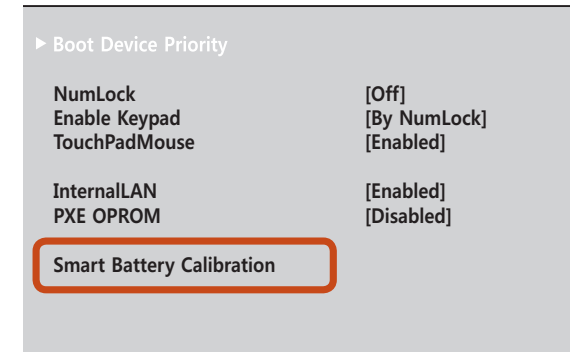 ▶ Boot Device Priority
NumLock [Off]
Enable Keypad [By NumLock]
TouchPadMouse [Enabled]
InternalLAN [Enabled]
PXE OPROM [Disabled]
Smart Battery Calibration